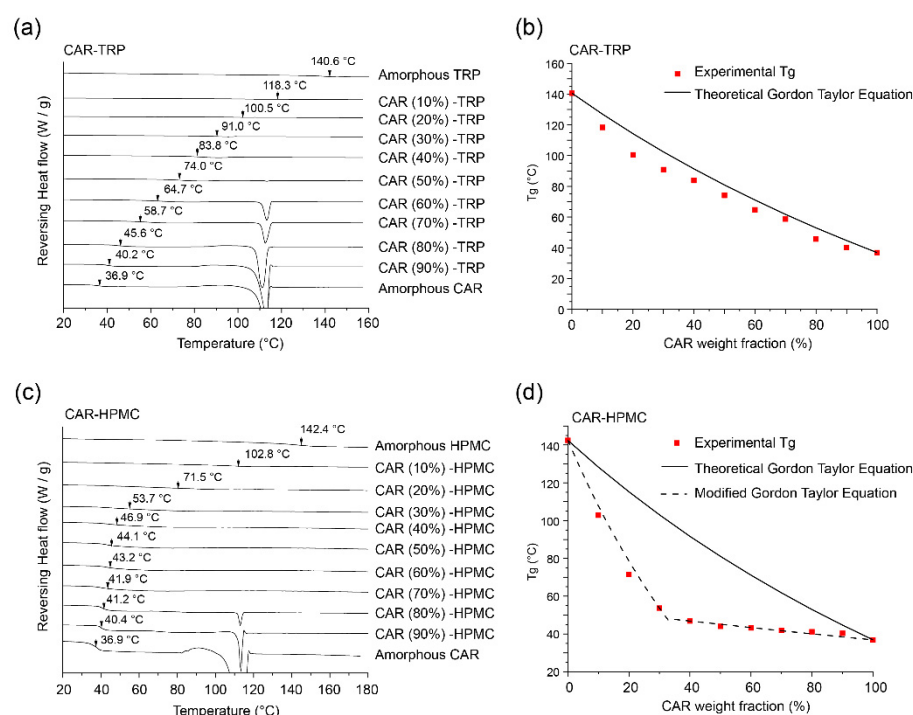 (a)
CAR-TRP
Reversing Heat flow (W / g)
140.6 °C
Amorphous TRP
118.3 °C
CAR (10%) -TRP
100.5 °C
CAR (20%) -TRP
91.0 °C
CAR (30%) -TRP
83.8 °C
CAR (40%) -TRP
74.0 °C
CAR (50%) -TRP
64.7 °C
CAR (60%) -TRP
58.7 °C
CAR (70%) -TRP
45.6 °C
CAR (80%) -TRP
40.2 °C
CAR (90%) -TRP
36.9 °C
Amorphous CAR
20 40 60 80 100 120 140 160
Temperature (°C)
(b)
CAR-TRP
Experimental Tg
Theoretical Gordon Taylor Equation
Tg (°C)
160
140
120
100
80
60
40
20
0
0 20 40 60 80 100
CAR weight fraction (%)
(c)
CAR-HPMC
Reversing Heat flow (W / g)
142.4 °C
Amorphous HPMC
102.8 °C
CAR (10%) -HPMC
71.5 °C
CAR (20%) -HPMC
53.7 °C
CAR (30%) -HPMC
46.9 °C
CAR (40%) -HPMC
44.1 °C
CAR (50%) -HPMC
43.2 °C
CAR (60%) -HPMC
41.9 °C
CAR (70%) -HPMC
41.2 °C
CAR (80%) -HPMC
40.4 °C
CAR (90%) -HPMC
36.9 °C
Amorphous CAR
20 40 60 80 100 120 140 160 180
Temperature (°C)
(d)
CAR-HPMC
Experimental Tg
Theoretical Gordon Taylor Equation
Modified Gordon Taylor Equation
Tg (°C)
140
120
100
80
60
40
20
0 20 40 60 80 100
CAR weight fraction (%)